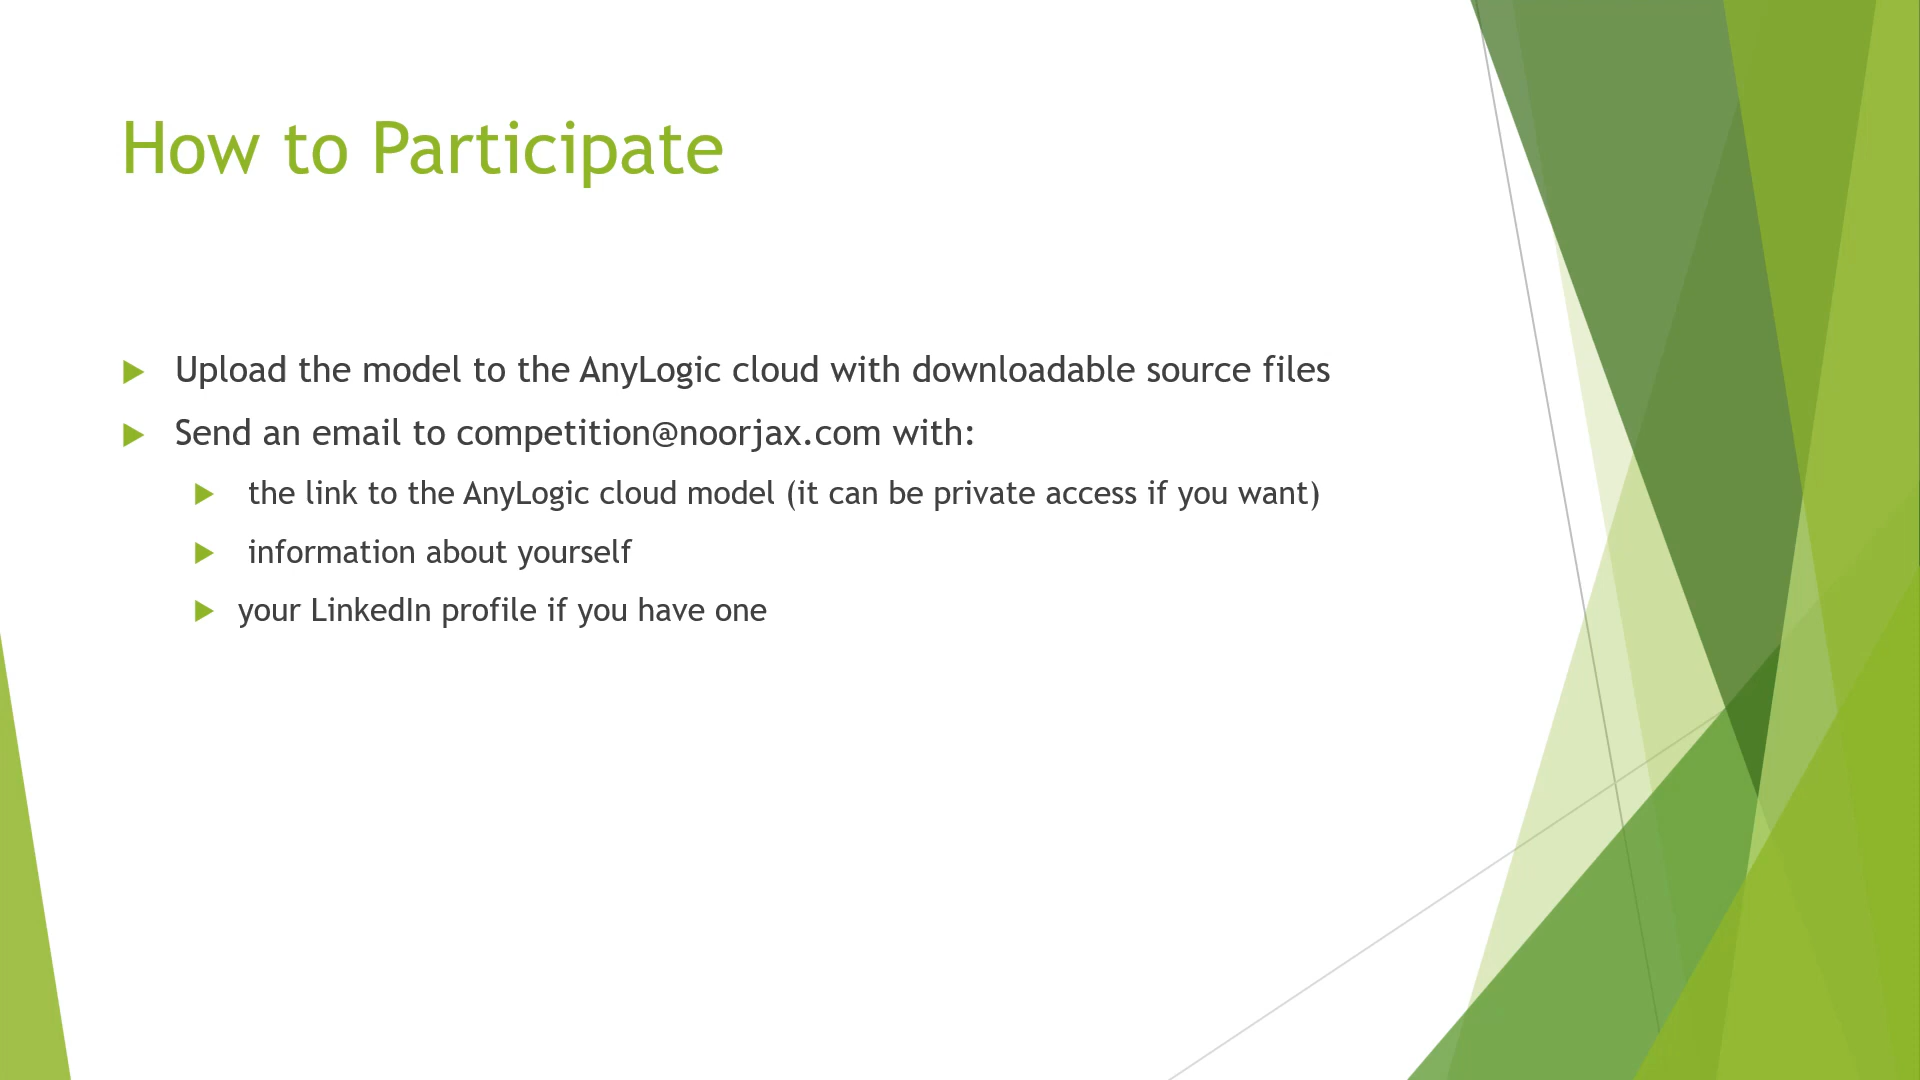 How to Participate
Upload the model to the AnyLogic cloud with downloadable source files
Send an email to competition@noorjax.com with:
the link to the AnyLogic cloud model (it can be private access if you want)
information about yourself
your LinkedIn profile if you have one